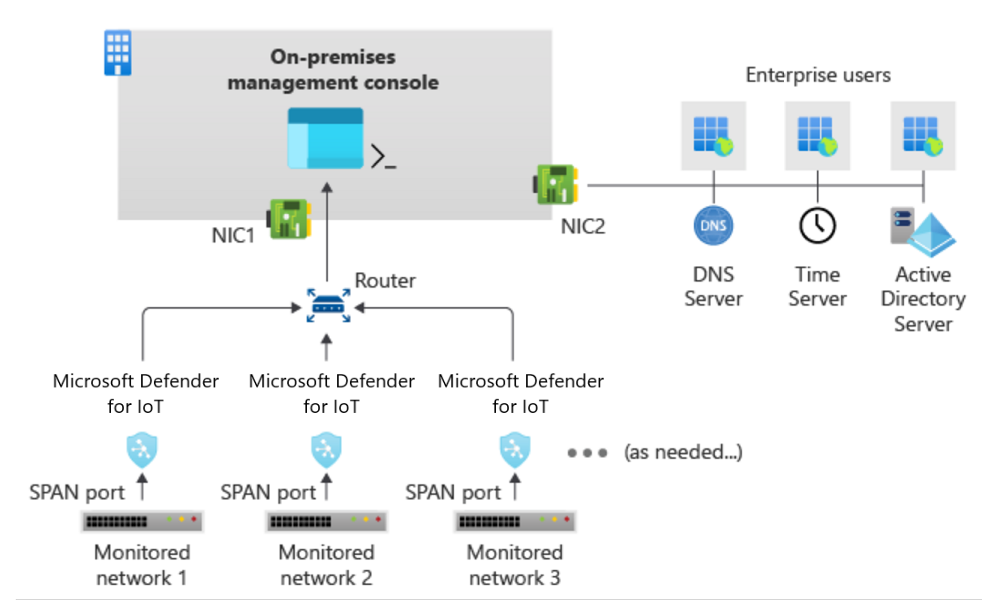 On-premises
management console
Enterprise users
NIC1
NIC2
DNS
DNS
Server
Time
Server
Active
Directory
Server
Router
Microsoft Defender
for IoT
Microsoft Defender
for IoT
Microsoft Defender
for IoT
(as needed...)
SPAN port
SPAN port
SPAN port
Monitored
network 1
Monitored
network 2
Monitored
network 3